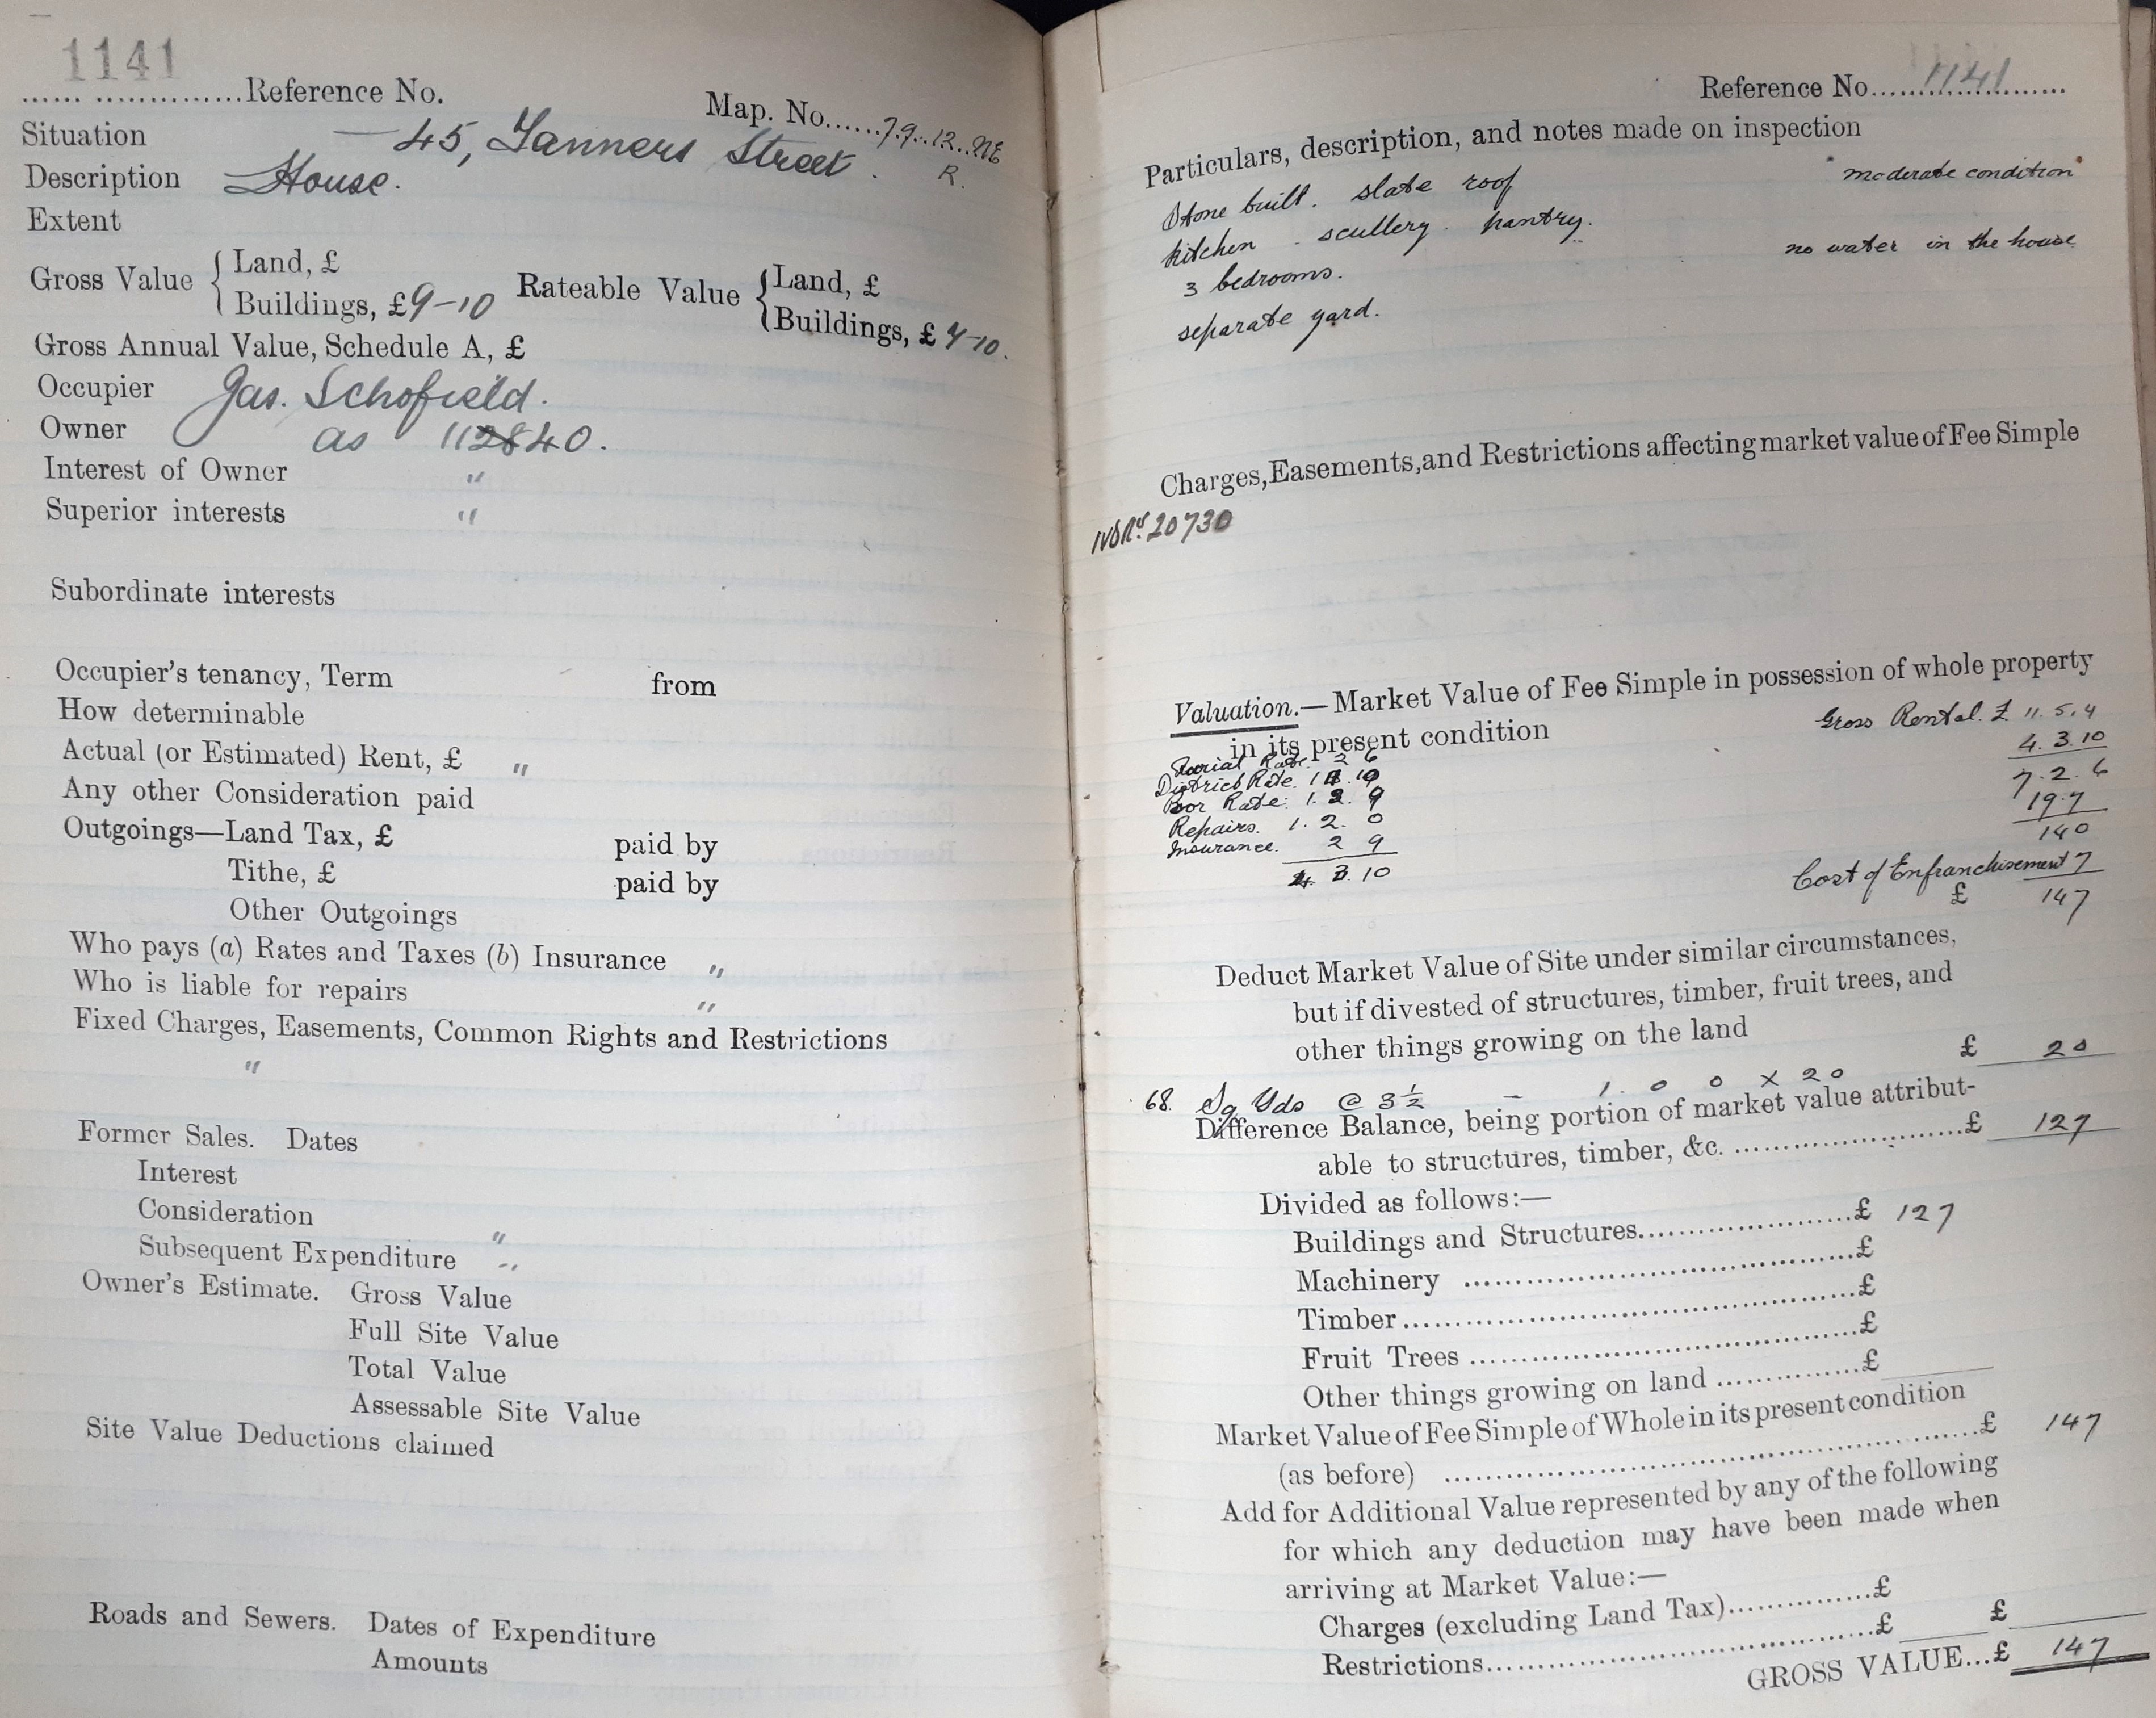 1141
...... ..............Reference No.
Map. No......79.12.NE
R.
Situation — 45, Tanners Street.
Description House.
Extent
Gross Value { Land, £
Buildings, £9-10
Rateable Value { Land, £
Buildings, £ 7-10.
Gross Annual Value, Schedule A, £
Occupier Jas. Schofield.
Owner as 1140.
Interest of Owner "
Superior interests "
Subordinate interests
Occupier's tenancy, Term from
How determinable
Actual (or Estimated) Rent, £ "
Any other Consideration paid
Outgoings—Land Tax, £ paid by
Tithe, £ paid by
Other Outgoings
Who pays (a) Rates and Taxes (b) Insurance "
Who is liable for repairs "
Fixed Charges, Easements, Common Rights and Restrictions
"
Former Sales. Dates
Interest
Consideration
Subsequent Expenditure "
Owner's Estimate. Gross Value
Full Site Value
Total Value
Assessable Site Value
Site Value Deductions claimed
Roads and Sewers. Dates of Expenditure
Amounts
Reference No......1141......
Particulars, description, and notes made on inspection
Stone built. slate roof "moderate condition"
kitchen - scullery. pantry.
3 bedrooms. no water in the house
separate yard.
Charges, Easements, and Restrictions affecting market value of Fee Simple
20730
Valuation.—Market Value of Fee Simple in possession of whole property
in its present condition
Gross Rental. £ 11. 5. 4
4. 3. 10
7. 2. 6
19.7
140
Cost of Enfranchisement 7
£ 147
Burial Rate. 2 6
District Rate. 1 10
Poor Rate: 1. 2. 9
Repairs. 1. 2. 0
Insurance. 2 9
4 3. 10
Deduct Market Value of Site under similar circumstances,
but if divested of structures, timber, fruit trees, and
other things growing on the land £ 20
68. Sq Yds @ 3½ — 1. 0 0 x 20
Difference Balance, being portion of market value attribut-
able to structures, timber, &c. ........................£ 127
Divided as follows:—
Buildings and Structures......................£ 127
Machinery ........................................£
Timber.............................................£
Fruit Trees .......................................£
Other things growing on land ...............£
Market Value of Fee Simple of Whole in its present condition
(as before) ..................................................£ 147
Add for Additional Value represented by any of the following
for which any deduction may have been made when
arriving at Market Value:—
Charges (excluding Land Tax)...............£
Restrictions.......................................£ £
GROSS VALUE...£ 147